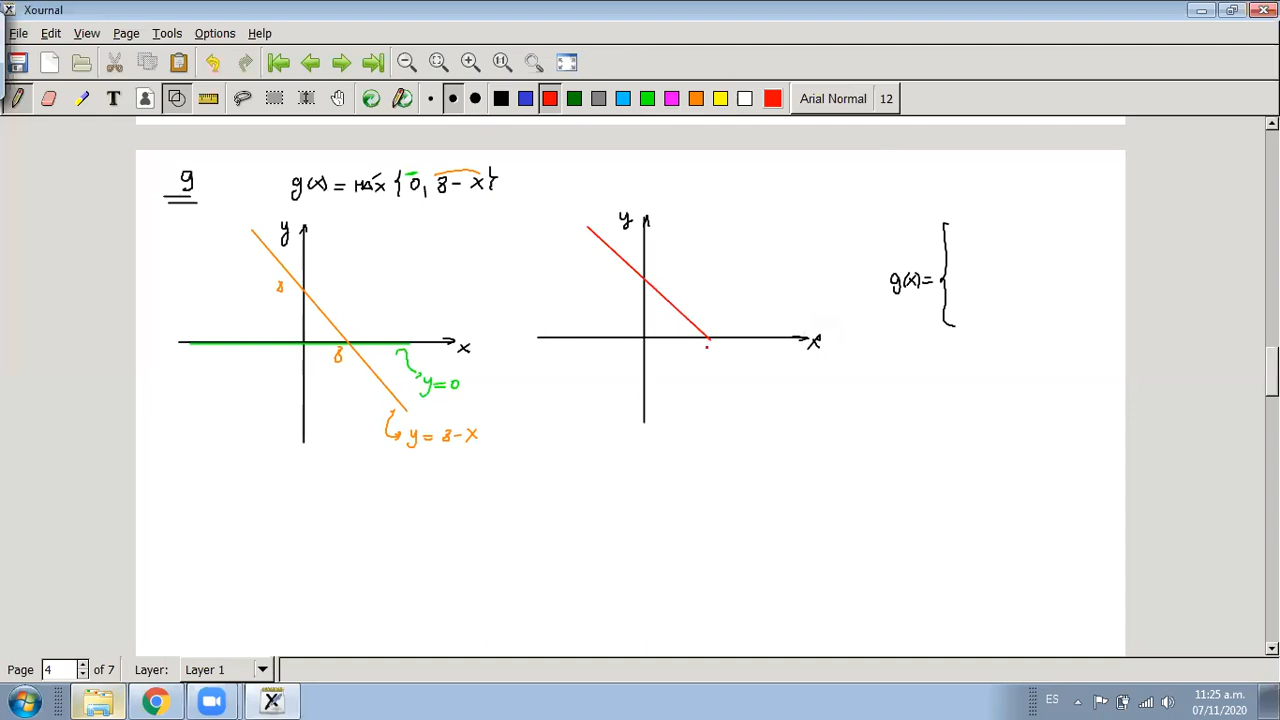 Xournal
File Edit View Page Tools Options Help
Arial Normal 12
9 g(x) = máx { 0, 8 - x }
y y
8 g(x) = {
8 x x
y = 0
y = 8 - x
Page 4 of 7 Layer: Layer 1
ES 11:25 a.m.
07/11/2020